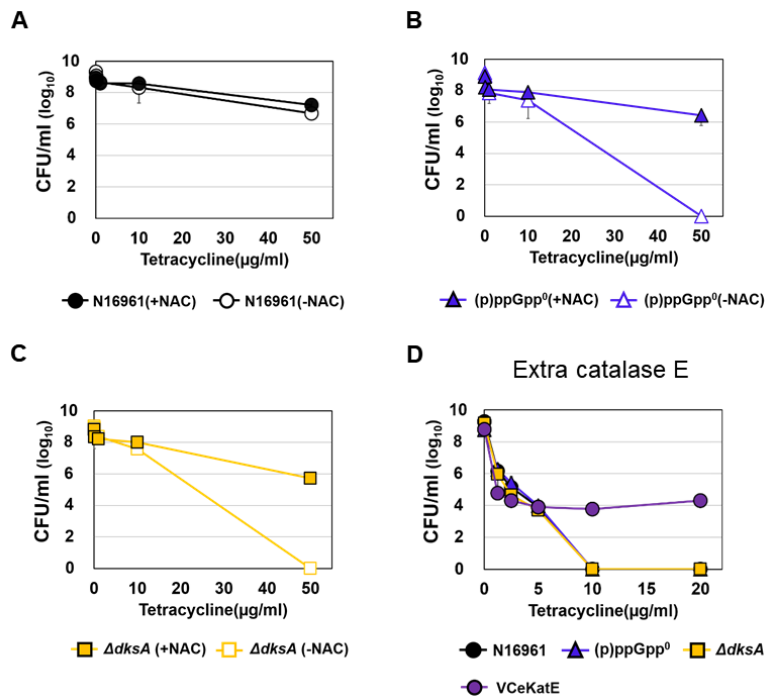 A
CFU/ml (log10)
10
8
6
4
2
0
0 10 20 30 40 50
Tetracycline(µg/ml)
N16961(+NAC) N16961(-NAC)
B
CFU/ml (log10)
10
8
6
4
2
0
0 10 20 30 40 50
Tetracycline(µg/ml)
(p)ppGpp⁰(+NAC) (p)ppGpp⁰(-NAC)
C
CFU/ml (log10)
10
8
6
4
2
0
0 10 20 30 40 50
Tetracycline(µg/ml)
ΔdksA (+NAC) ΔdksA (-NAC)
D
Extra catalase E
CFU/ml (log10)
10
8
6
4
2
0
0 5 10 15 20
Tetracycline(µg/ml)
N16961 (p)ppGpp⁰ ΔdksA
VCeKatE